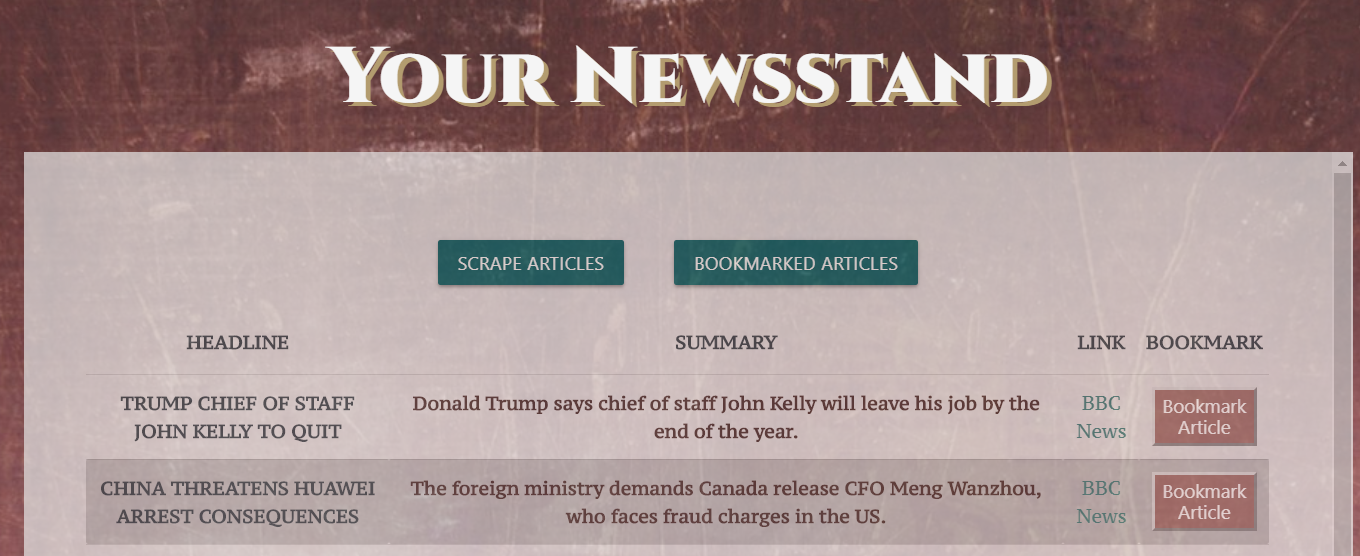 Your Newsstand
SCRAPE ARTICLES
BOOKMARKED ARTICLES
HEADLINE SUMMARY LINK BOOKMARK
TRUMP CHIEF OF STAFF
JOHN KELLY TO QUIT
Donald Trump says chief of staff John Kelly will leave his job by the
end of the year.
BBC
News
Bookmark
Article
CHINA THREATENS HUAWEI
ARREST CONSEQUENCES
The foreign ministry demands Canada release CFO Meng Wanzhou,
who faces fraud charges in the US.
BBC
News
Bookmark
Article